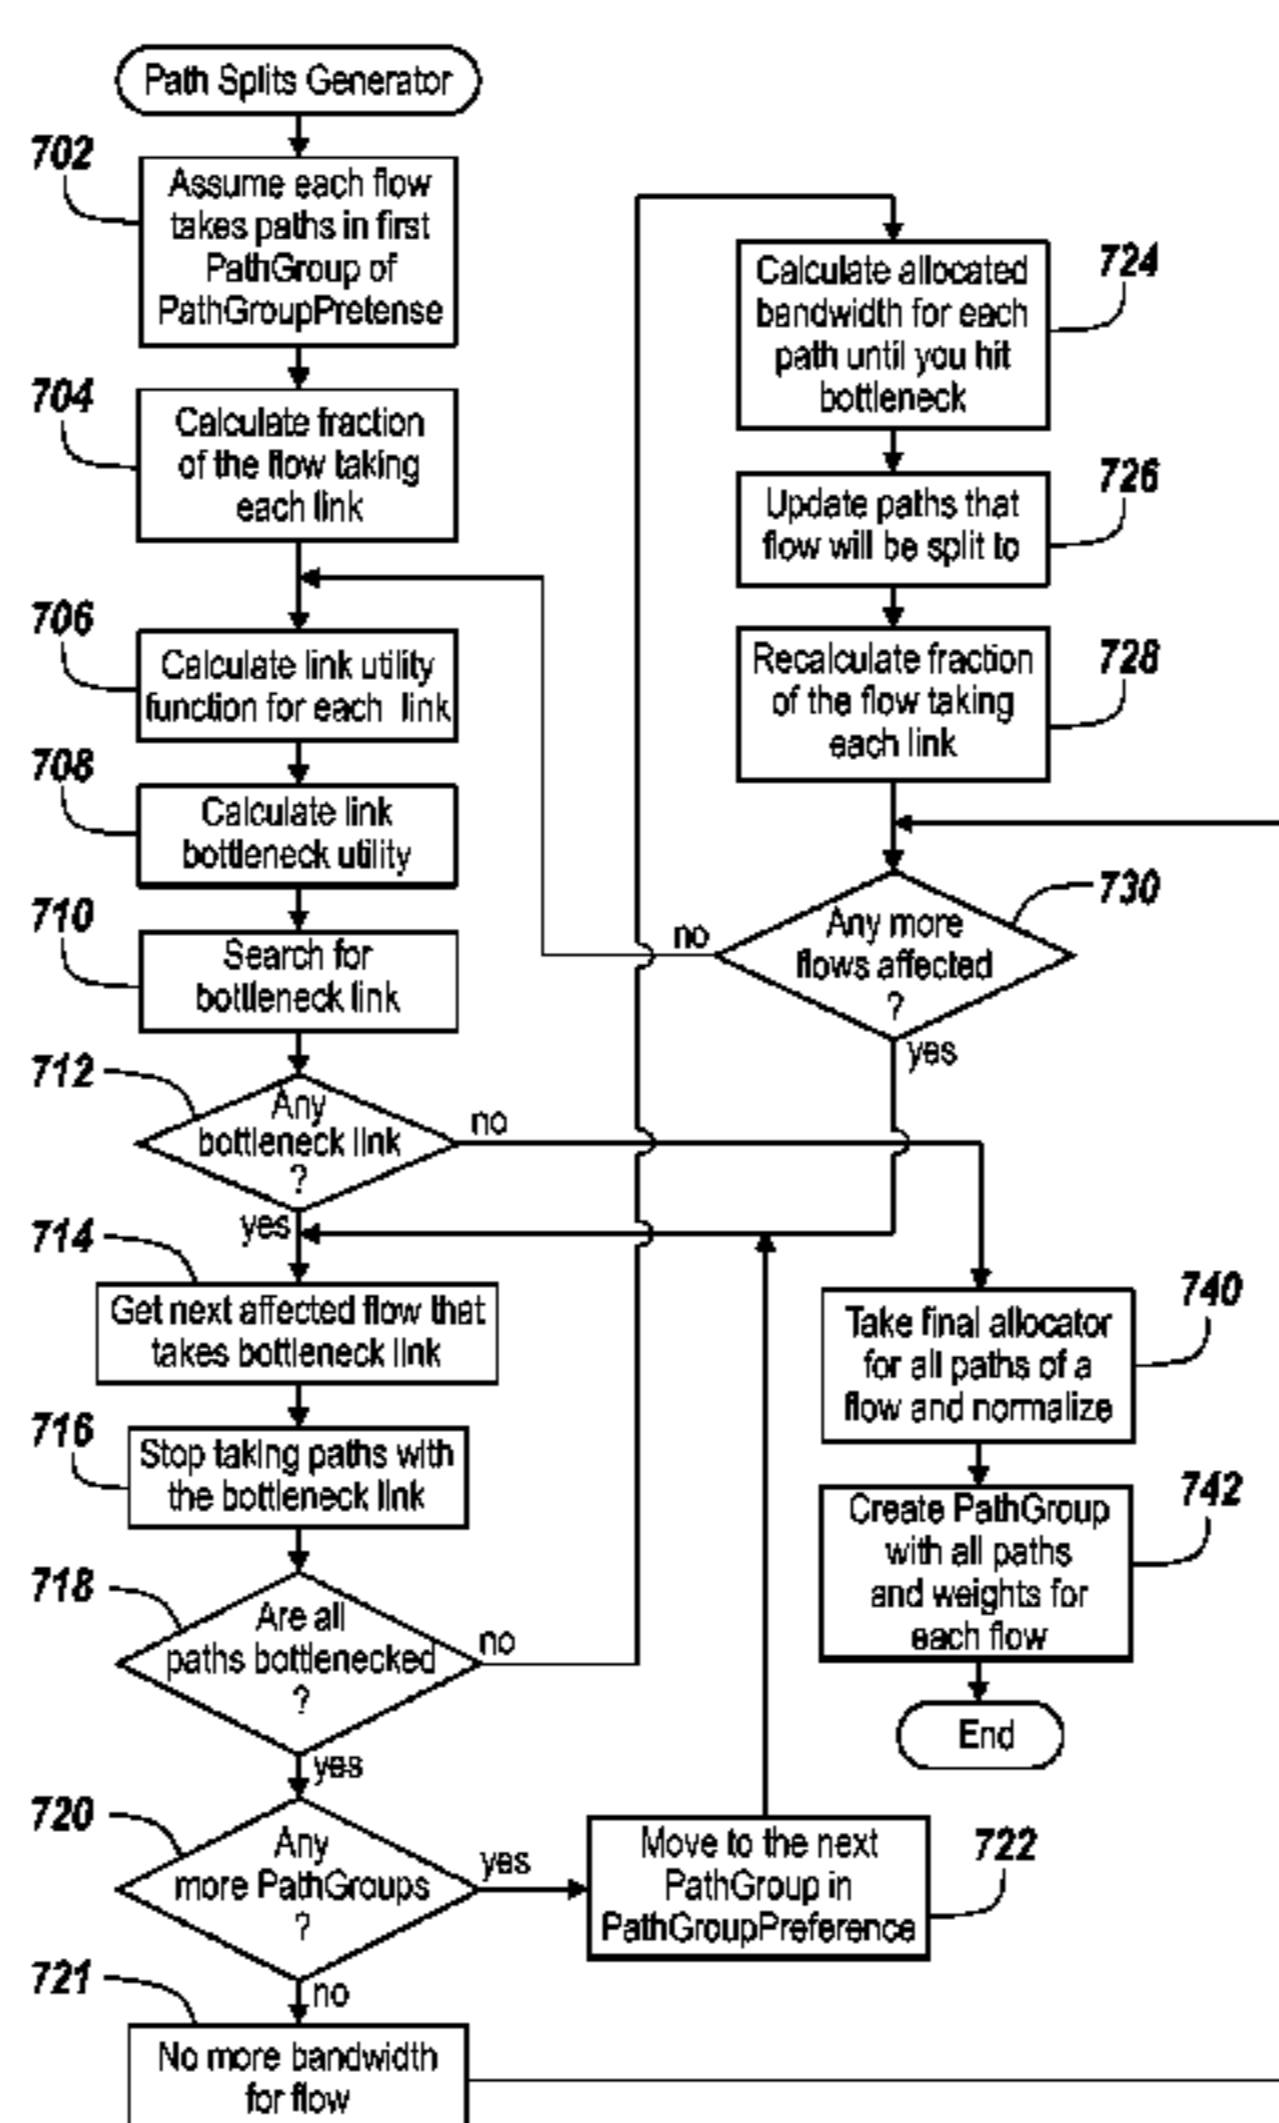 Path Splits Generator
702
Assume each flow
takes paths in first
PathGroup of
PathGroupPretense
704
Calculate fraction
of the flow taking
each link
706
Calculate link utility
function for each link
708
Calculate link
bottleneck utility
710
Search for
bottleneck link
712
Any
bottleneck link
?
no
yes
714
Get next affected flow that
takes bottleneck link
716
Stop taking paths with
the bottleneck link
718
Are all
paths bottlenecked
?
no
yes
720
Any
more PathGroups
?
yes
no
721
No more bandwidth
for flow
722
Move to the next
PathGroup in
PathGroupPreference
724
Calculate allocated
bandwidth for each
path until you hit
bottleneck
726
Update paths that
flow will be split to
728
Recalculate fraction
of the flow taking
each link
730
Any more
flows affected
?
no
yes
740
Take final allocator
for all paths of a
flow and normalize
742
Create PathGroup
with all paths
and weights for
each flow
End